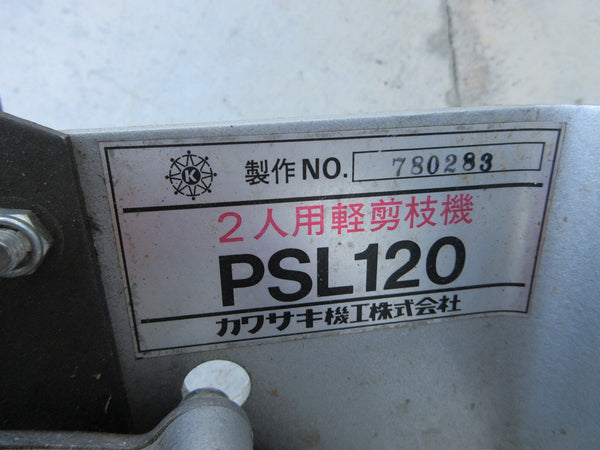 K
製作NO. 780283
2人用軽剪枝機
PSL120
カワサキ機工株式会社